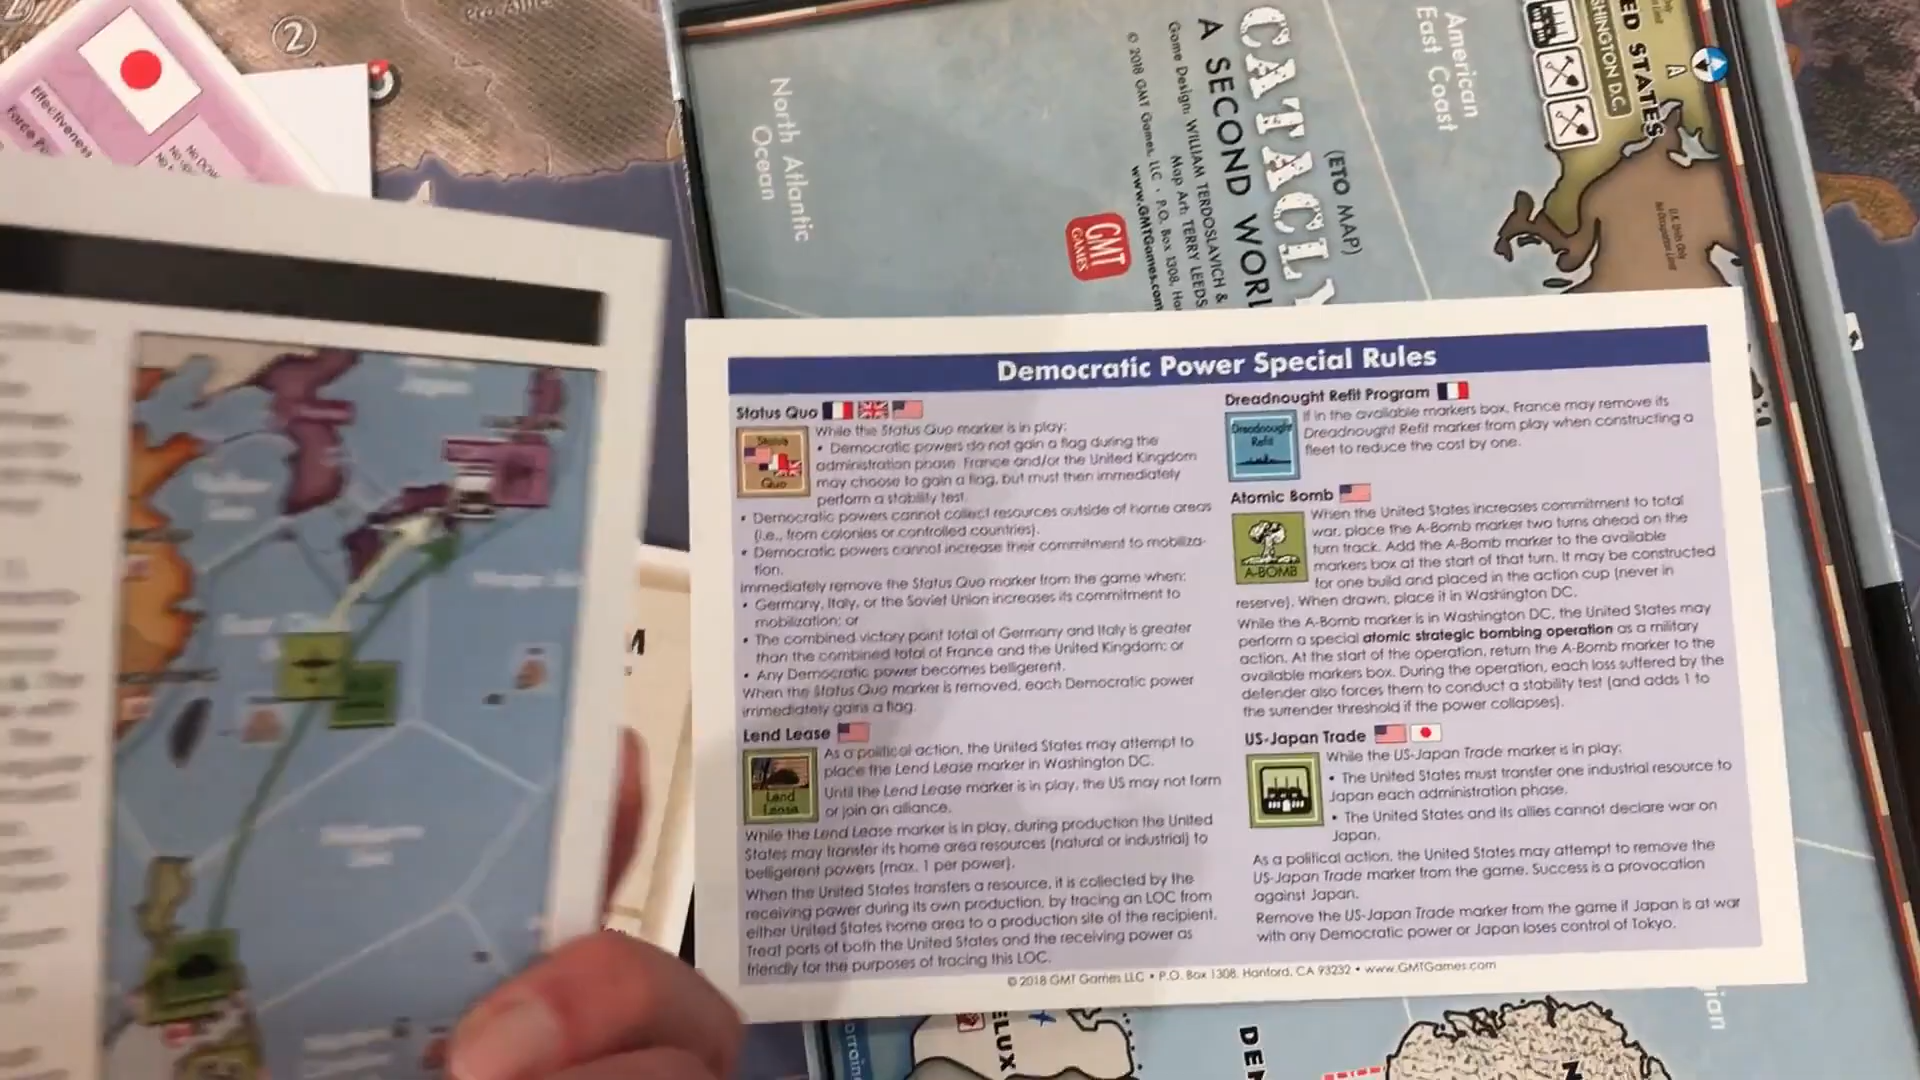 Pro-Allied
2
Effectiveness
No DOW
North Atlantic
Ocean
CATACLY
A SECOND WORL
Game Design: WILLIAM TERDOSLAVICH &
Map Art: TERRY LEEDS
© 2018 GMT Games, LLC • P.O. Box 1308, Ha
www.GMTGames.com
GMT
GAMES
(ETO MAP)
American
East Coast
ED STATES
SHINGTON D.C.
A
Democratic Power Special Rules
Status Quo
Status
Quo
While the Status Quo marker is in play:
• Democratic powers do not gain a flag during the
administration phase. France and/or the United Kingdom
may choose to gain a flag, but must then immediately
perform a stability test.
• Democratic powers cannot collect resources outside of home areas
(i.e., from colonies or controlled countries).
• Democratic powers cannot increase their commitment to mobiliza-
tion.
Immediately remove the Status Quo marker from the game when:
• Germany, Italy, or the Soviet Union increases its commitment to
mobilization; or
• The combined victory point total of Germany and Italy is greater
than the combined total of France and the United Kingdom; or
• Any Democratic power becomes belligerent.
When the Status Quo marker is removed, each Democratic power
immediately gains a flag.
Lend Lease
Lend
Lease
As a political action, the United States may attempt to
place the Lend Lease marker in Washington DC.
Until the Lend Lease marker is in play, the US may not form
or join an alliance.
While the Lend Lease marker is in play, during production the United
States may transfer its home area resources (natural or industrial) to
belligerent powers (max. 1 per power).
When the United States transfers a resource, it is collected by the
receiving power during its own production, by tracing an LOC from
either United States home area to a production site of the recipient.
Treat ports of both the United States and the receiving power as
friendly for the purposes of tracing this LOC.
Dreadnought Refit Program
Dreadnought
Refit
If in the available markers box, France may remove its
Dreadnought Refit marker from play when constructing a
fleet to reduce the cost by one.
Atomic Bomb
A-BOMB
When the United States increases commitment to total
war, place the A-Bomb marker two turns ahead on the
turn track. Add the A-Bomb marker to the available
markers box at the start of that turn. It may be constructed
for one build and placed in the action cup (never in
reserve). When drawn, place it in Washington DC.
While the A-Bomb marker is in Washington DC, the United States may
perform a special atomic strategic bombing operation as a military
action. At the start of the operation, return the A-Bomb marker to the
available markers box. During the operation, each loss suffered by the
defender also forces them to conduct a stability test (and adds 1 to
the surrender threshold if the power collapses).
US-Japan Trade
While the US-Japan Trade marker is in play:
• The United States must transfer one industrial resource to
Japan each administration phase.
• The United States and its allies cannot declare war on
Japan.
As a political action, the United States may attempt to remove the
US-Japan Trade marker from the game. Success is a provocation
against Japan.
Remove the US-Japan Trade marker from the game if Japan is at war
with any Democratic power or Japan loses control of Tokyo.
© 2018 GMT Games LLC • P.O. Box 1308, Hanford, CA 93232 • www.GMTGames.com
ELUX
DEN